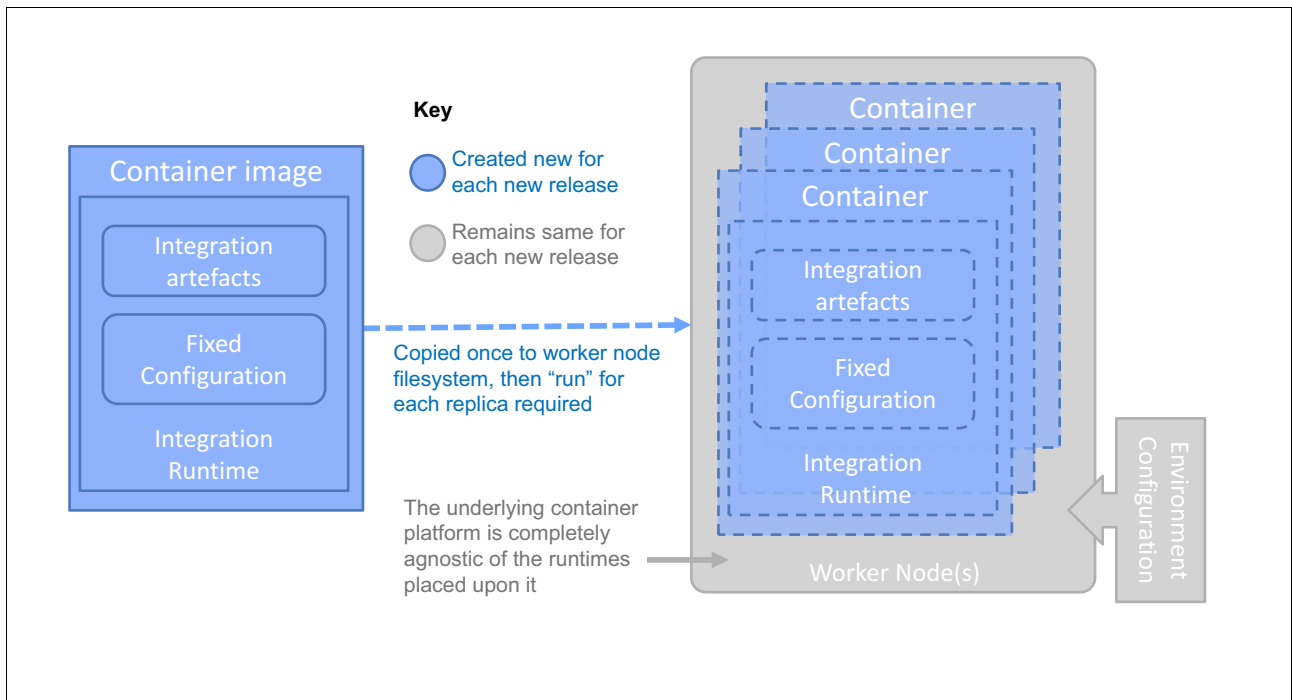 Container image
Integration
artefacts
Fixed
Configuration
Integration
Runtime
Key
Created new for
each new release
Remains same for
each new release
Copied once to worker node
filesystem, then “run” for
each replica required
The underlying container
platform is completely
agnostic of the runtimes
placed upon it
Container
Container
Container
Integration
artefacts
Fixed
Configuration
Integration
Runtime
Worker Node(s)
Environment
Configuration